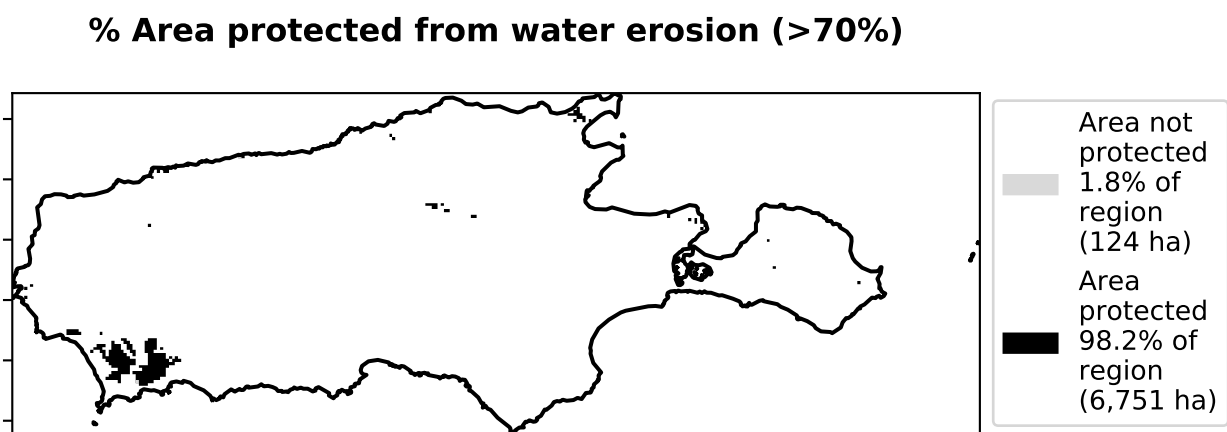 % Area protected from water erosion (>70%)
Area not
protected
1.8% of
region
(124 ha)
Area
protected
98.2% of
region
(6,751 ha)